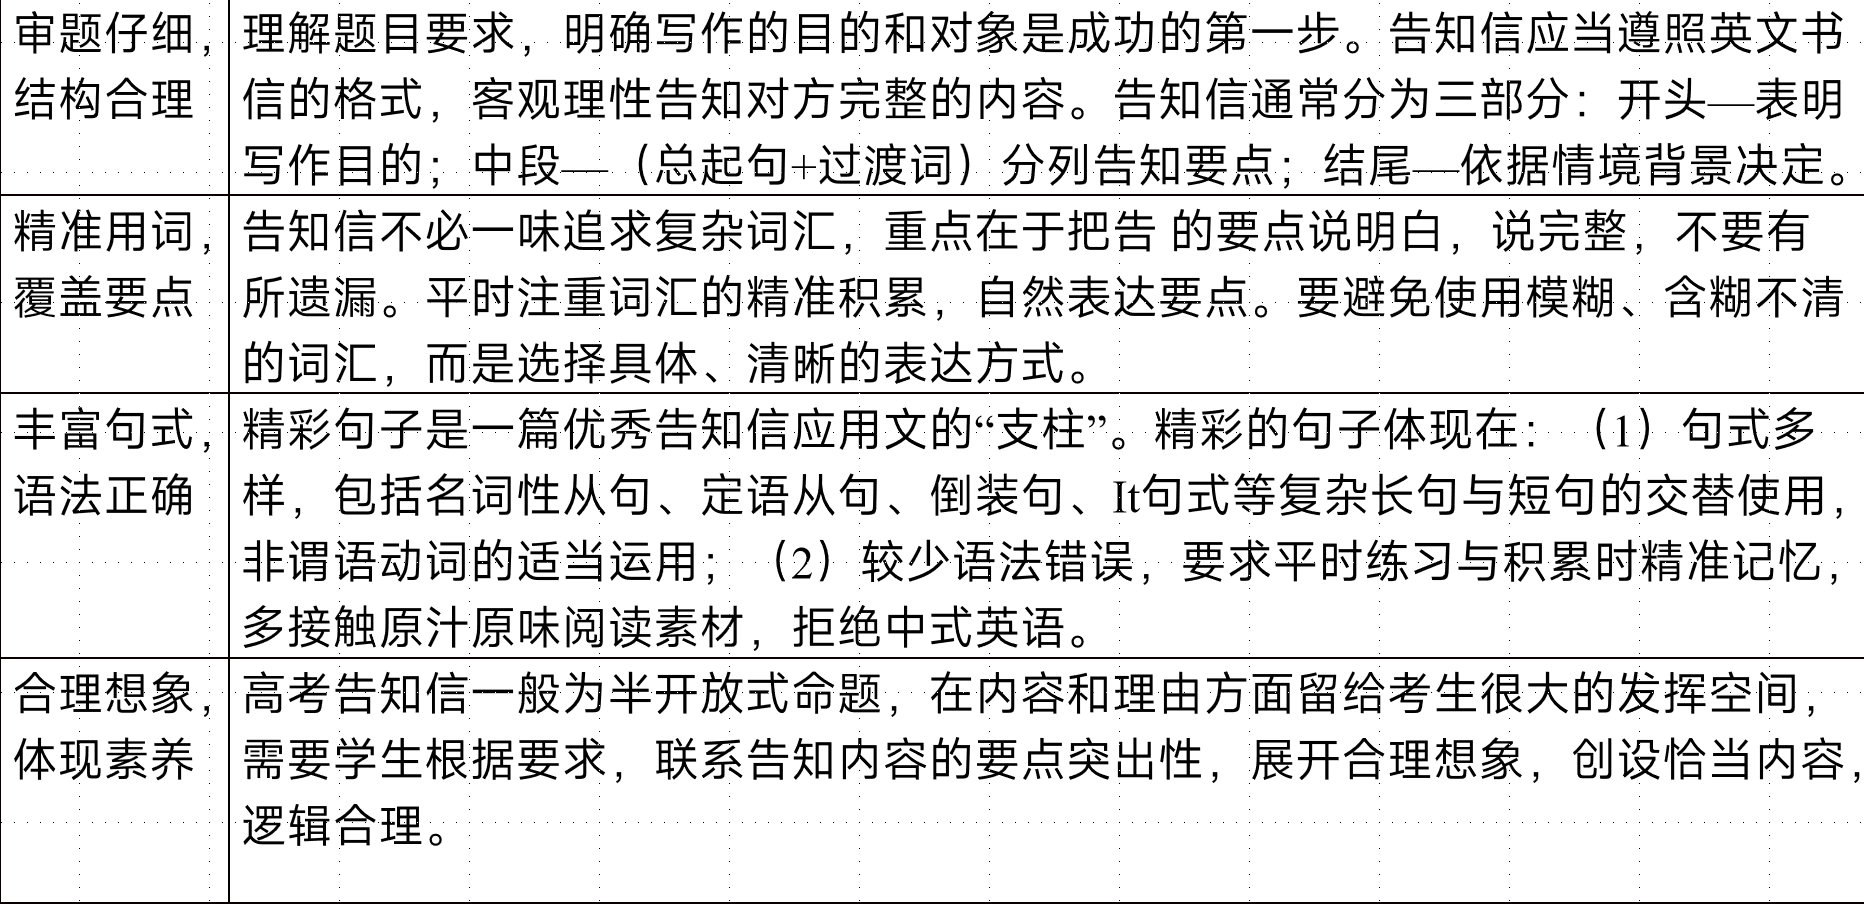 审题仔细，
结构合理
理解题目要求，明确写作的目的和对象是成功的第一步。告知信应当遵照英文书
信的格式，客观理性告知对方完整的内容。告知信通常分为三部分：开头—表明
写作目的；中段—（总起句+过渡词）分列告知要点；结尾—依据情境背景决定。
精准用词，
覆盖要点
告知信不必一味追求复杂词汇，重点在于把告 的要点说明白，说完整，不要有
所遗漏。平时注重词汇的精准积累，自然表达要点。要避免使用模糊、含糊不清
的词汇，而是选择具体、清晰的表达方式。
丰富句式，
语法正确
精彩句子是一篇优秀告知信应用文的“支柱”。精彩的句子体现在：（1）句式多
样，包括名词性从句、定语从句、倒装句、It句式等复杂长句与短句的交替使用，
非谓语动词的适当运用；（2）较少语法错误，要求平时练习与积累时精准记忆，
多接触原汁原味阅读素材，拒绝中式英语。
合理想象，
体现素养
高考告知信一般为半开放式命题，在内容和理由方面留给考生很大的发挥空间，
需要学生根据要求，联系告知内容的要点突出性，展开合理想象，创设恰当内容，
逻辑合理。